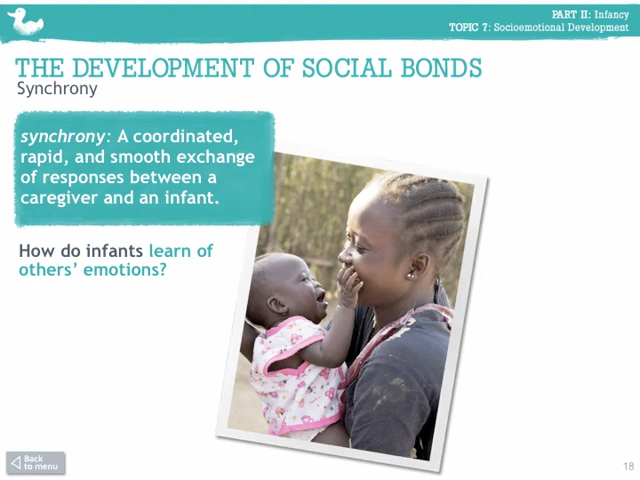 PART II: Infancy
TOPIC 7: Socioemotional Development
THE DEVELOPMENT OF SOCIAL BONDS
Synchrony
synchrony: A coordinated,
rapid, and smooth exchange
of responses between a
caregiver and an infant.
How do infants learn of
others’ emotions?
Back
to menu
18